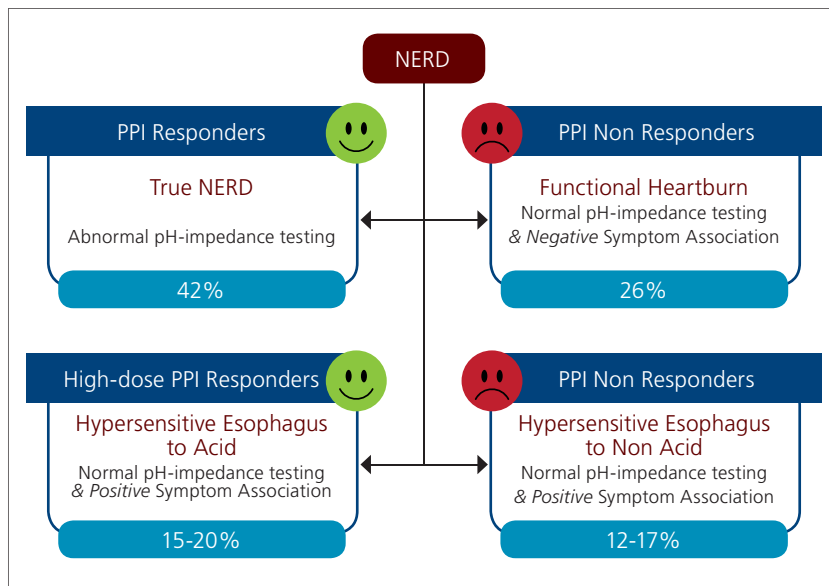 NERD
PPI Responders
True NERD
Abnormal pH-impedance testing
42%
PPI Non Responders
Functional Heartburn
Normal pH-impedance testing
& Negative Symptom Association
26%
High-dose PPI Responders
Hypersensitive Esophagus
to Acid
Normal pH-impedance testing
& Positive Symptom Association
15-20%
PPI Non Responders
Hypersensitive Esophagus
to Non Acid
Normal pH-impedance testing
& Positive Symptom Association
12-17%